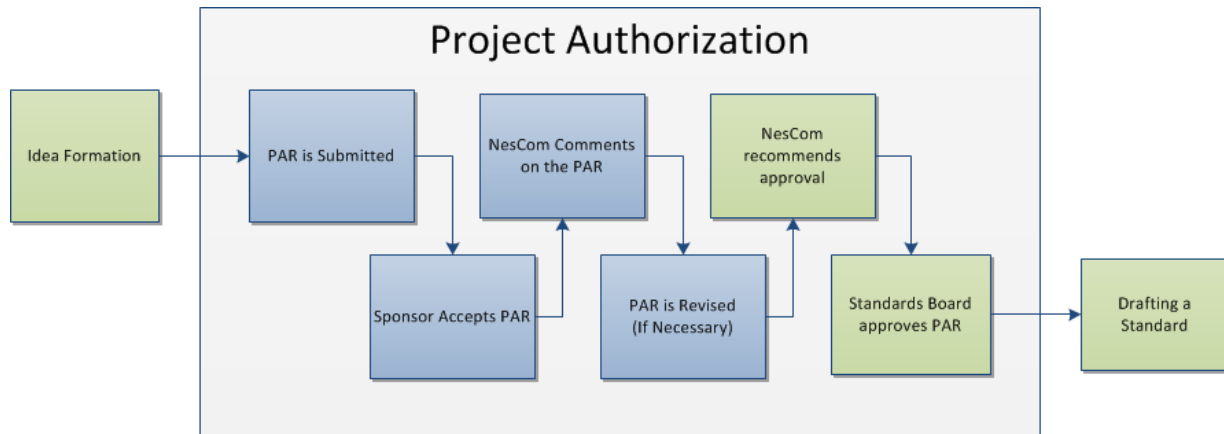 Project Authorization
Idea Formation
PAR is Submitted
Sponsor Accepts PAR
NesCom Comments
on the PAR
PAR is Revised
(If Necessary)
NesCom
recommends
approval
Standards Board
approves PAR
Drafting a
Standard